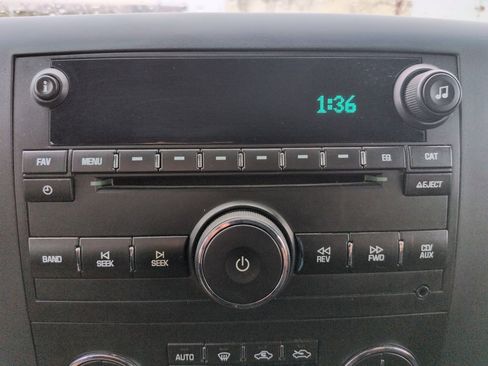 1:36
FAV MENU EQ CAT
EJECT
BAND SEEK SEEK REV FWD CD/
AUX
AUTO